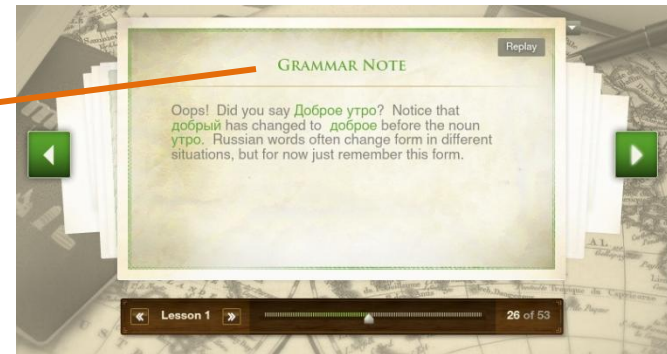 Replay
GRAMMAR NOTE
Oops! Did you say Доброе утро? Notice that
добрый has changed to доброе before the noun
утро. Russian words often change form in different
situations, but for now just remember this form.
Lesson 1
26 of 53